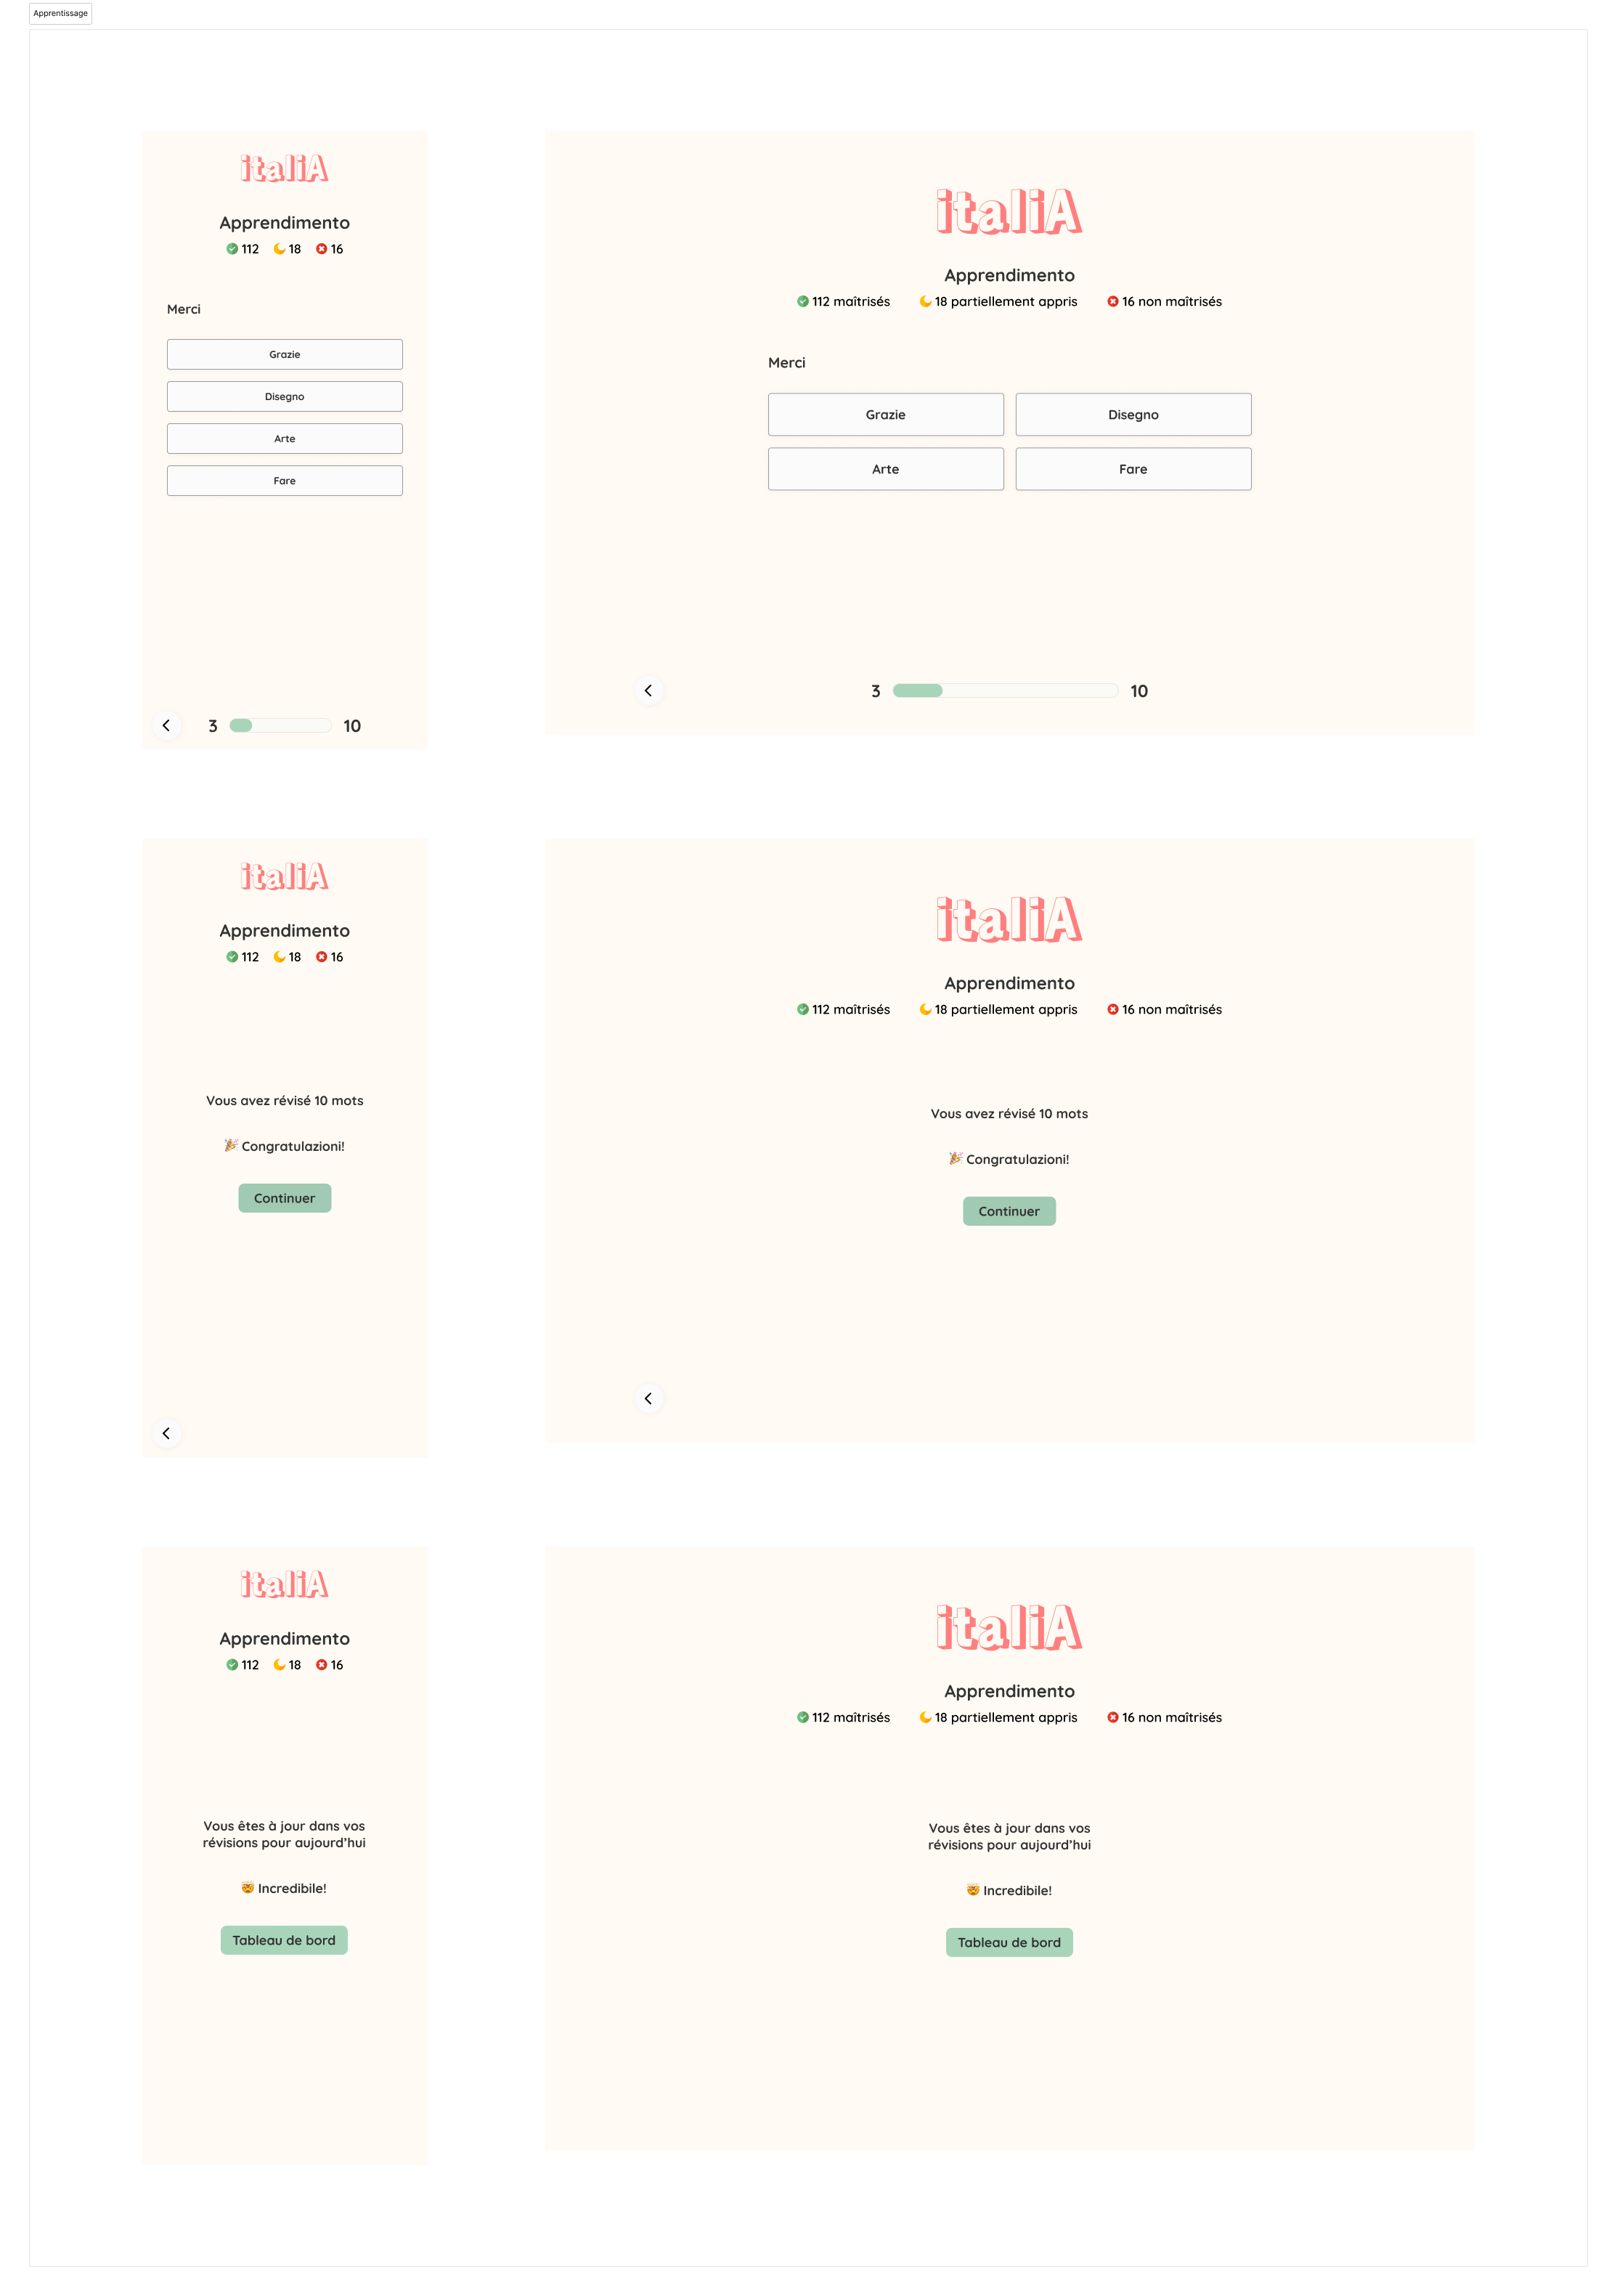 Apprentissage
italiA
Apprendimento
112 18 16
Merci
Grazie
Disegno
Arte
Fare
3 10
italiA
Apprendimento
112 maîtrisés 18 partiellement appris 16 non maîtrisés
Merci
Grazie Disegno
Arte Fare
3 10
italiA
Apprendimento
112 18 16
Vous avez révisé 10 mots
Congratulazioni!
Continuer
italiA
Apprendimento
112 maîtrisés 18 partiellement appris 16 non maîtrisés
Vous avez révisé 10 mots
Congratulazioni!
Continuer
italiA
Apprendimento
112 18 16
Vous êtes à jour dans vos
révisions pour aujourd’hui
Incredibile!
Tableau de bord
italiA
Apprendimento
112 maîtrisés 18 partiellement appris 16 non maîtrisés
Vous êtes à jour dans vos
révisions pour aujourd’hui
Incredibile!
Tableau de bord